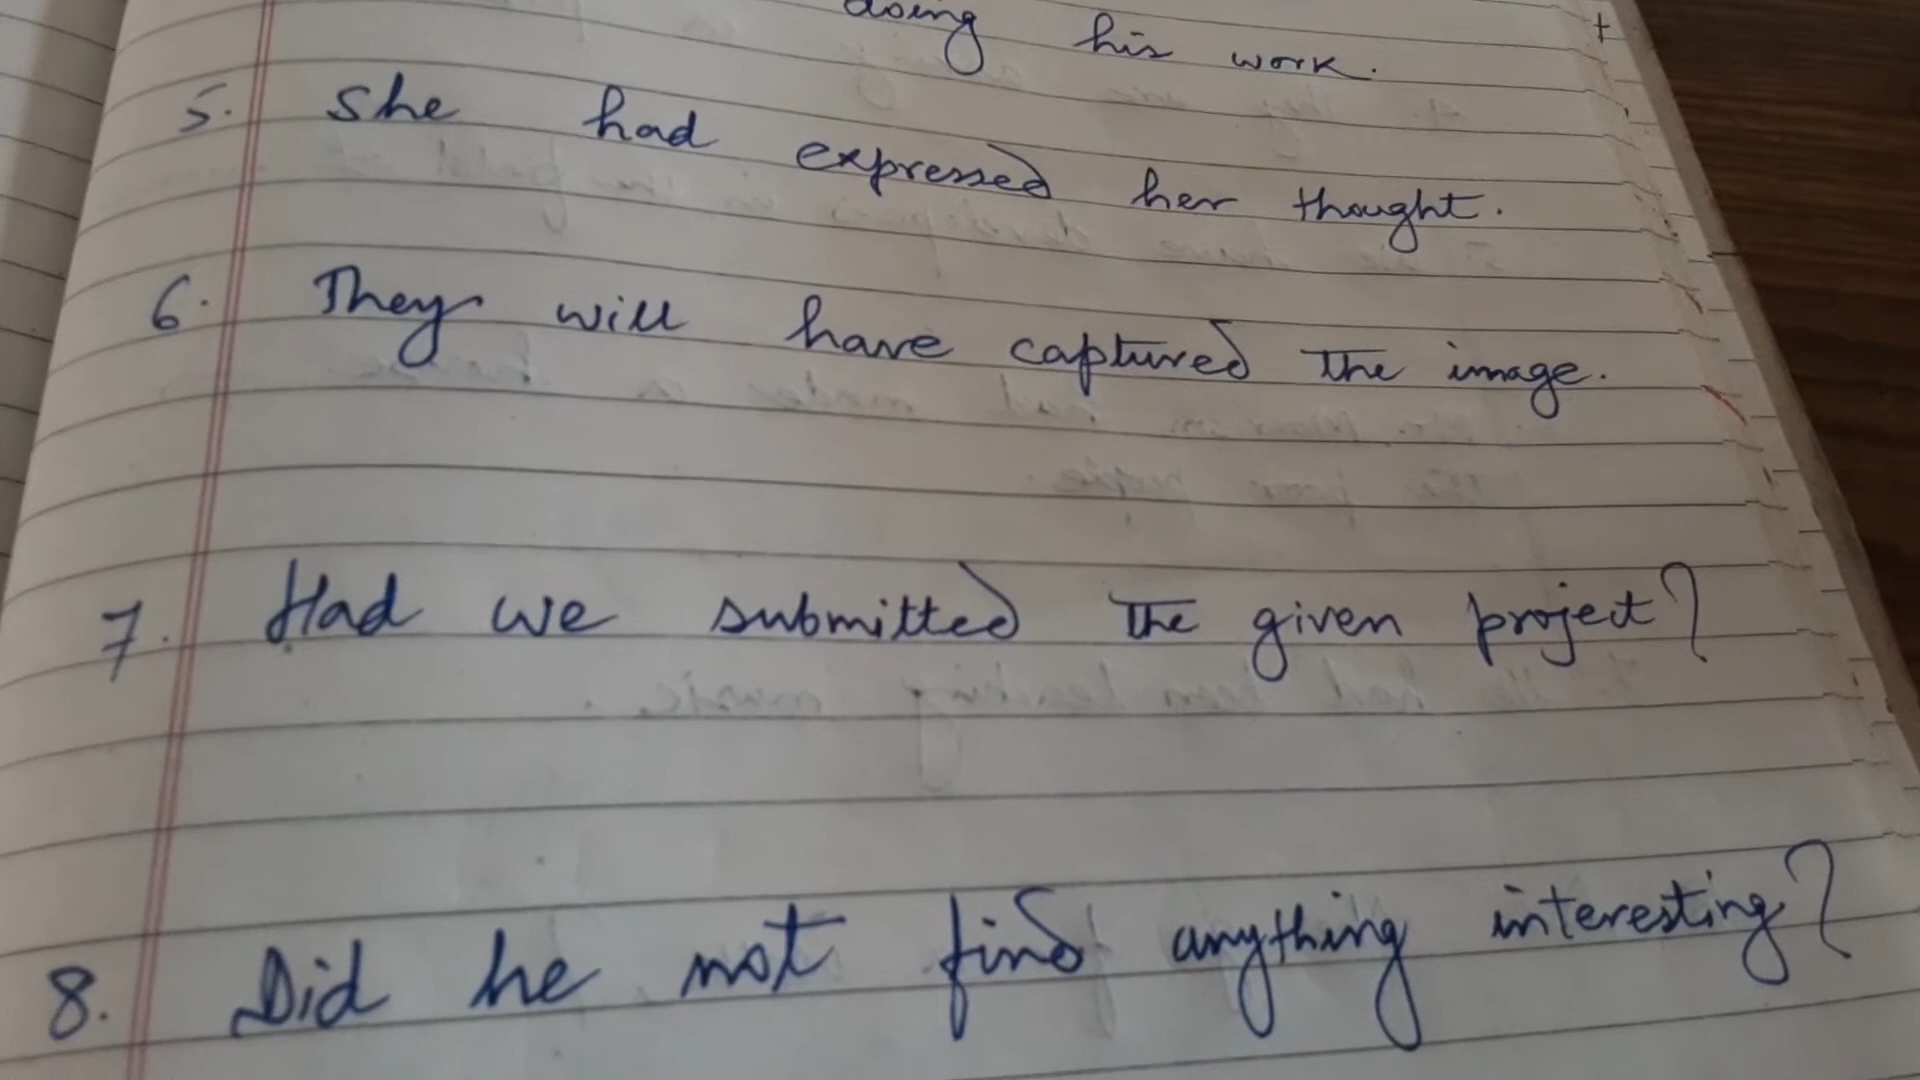 doing his work.
5. She had expressed her thought.
6. They will have captured the image.
7. Had we submitted the given project?
8. Did he not find anything interesting?